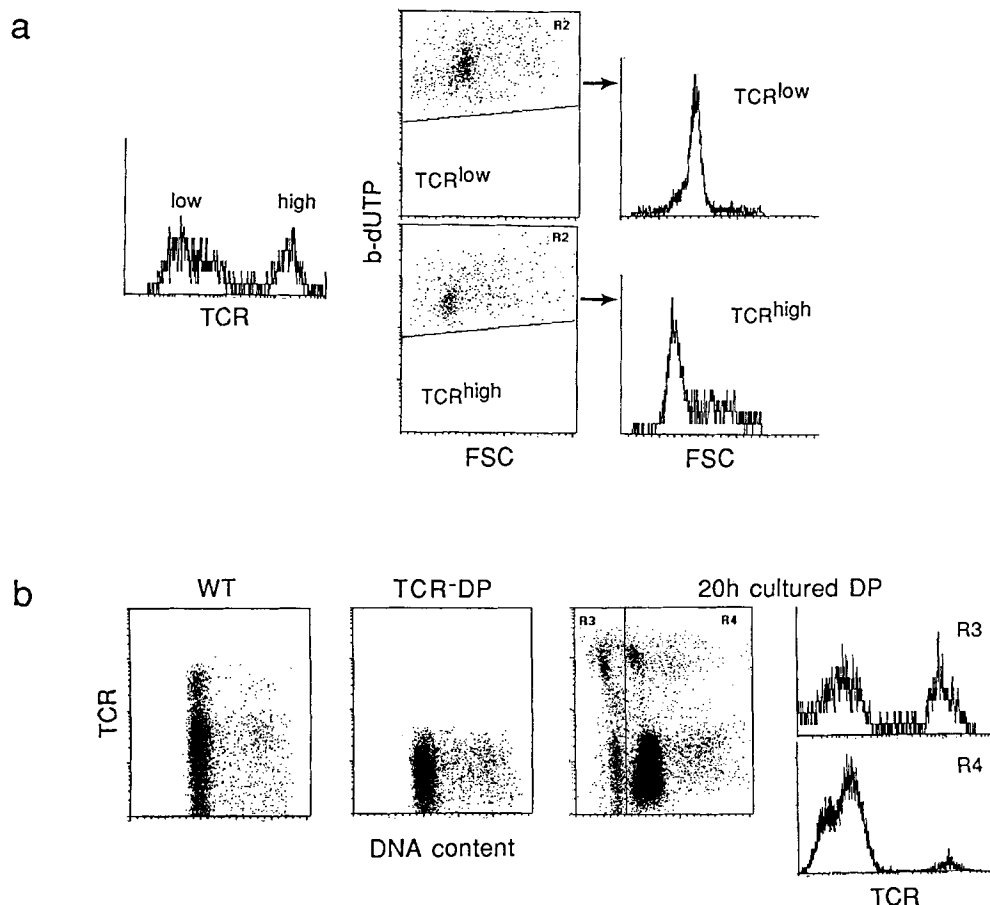 a
low
high
TCR
b-dUTP
R2
TCRlow
R2
TCRhigh
FSC
TCRlow
TCRhigh
FSC
b
WT
TCR-DP
20h cultured DP
TCR
R3
R4
DNA content
R3
R4
TCR